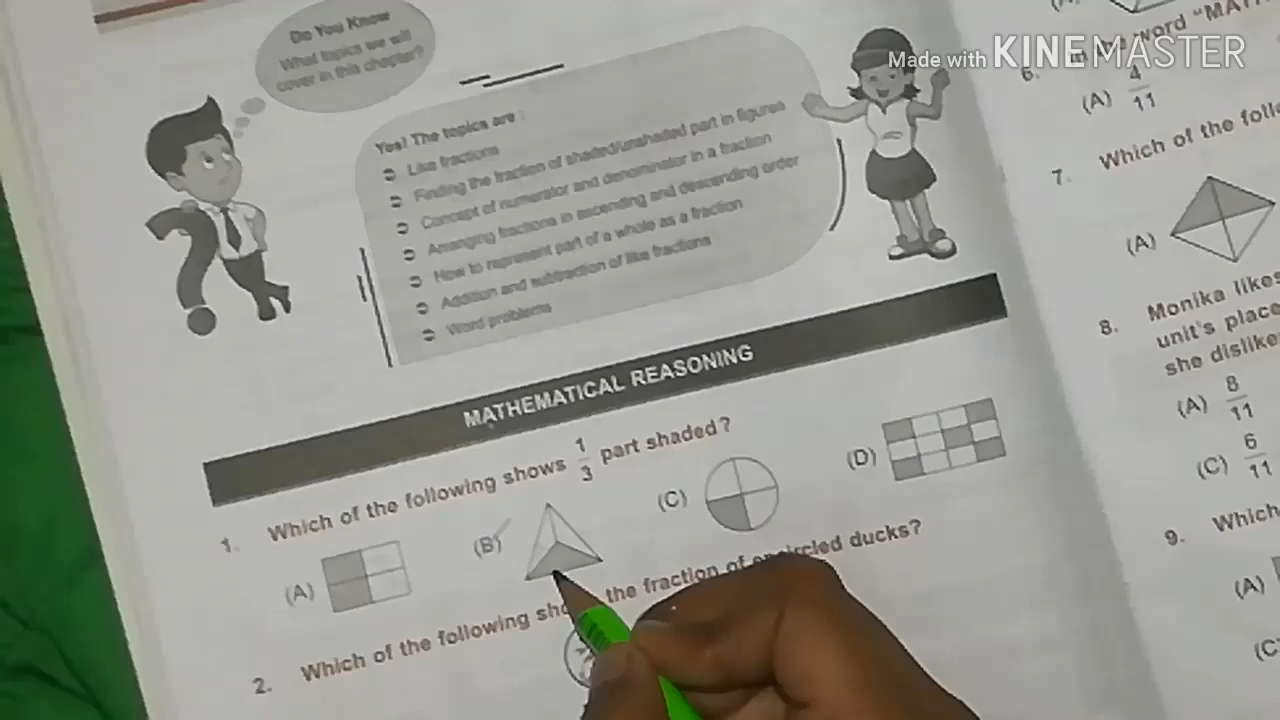 Do You Know
What topics we will
cover in this chapter?
Yes! The topics are :
Like fractions
Finding the fraction of shaded/unshaded part in figures
Concept of numerator and denominator in a fraction
Arranging fractions in ascending and descending order
How to represent part of a whole as a fraction
Addition and subtraction of like fractions
Word problems
MATHEMATICAL REASONING
1. Which of the following shows 1/3 part shaded?
(A) (B) (C) (D)
2. Which of the following the fraction of encircled ducks?
Made with KINEMASTER
6. word
(A) 4/11
7. Which of the
(A)
8. Monika likes
unit's place
she dislike
(A) 8/11
(C) 6/11
9. Which
(A)
(C